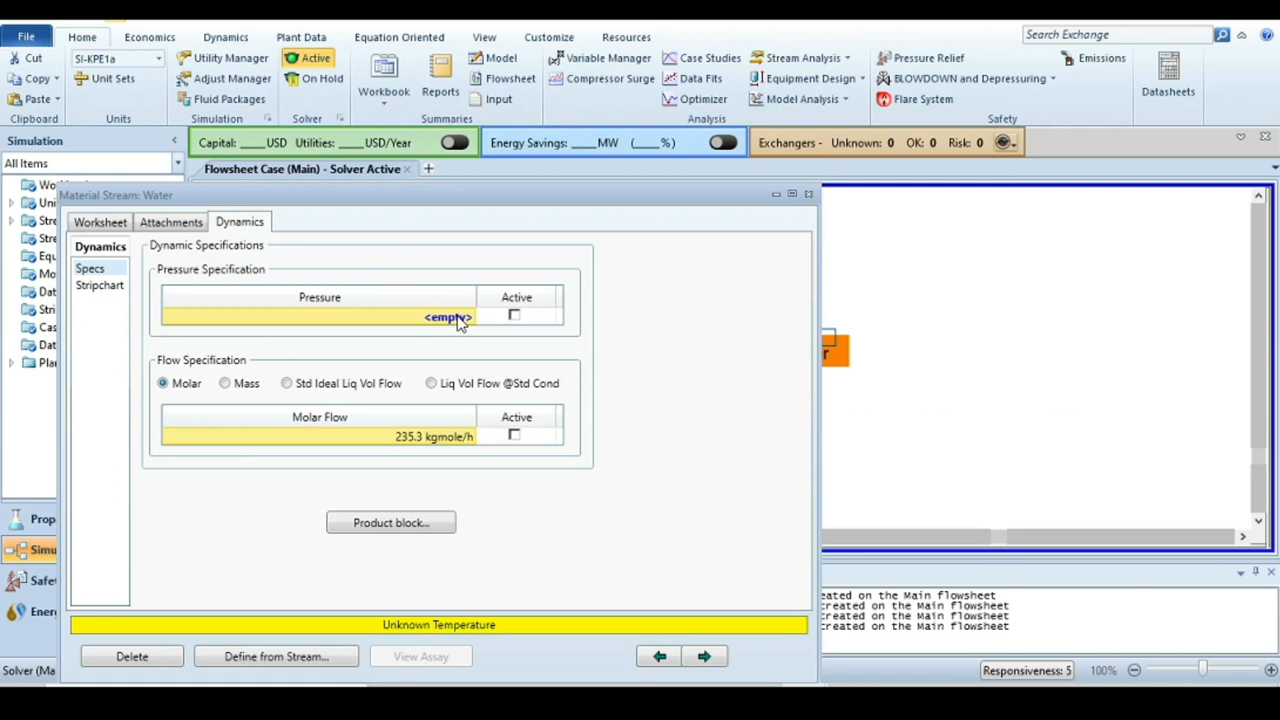 File Home Economics Dynamics Plant Data Equation Oriented View Customize Resources Search Exchange
Cut SI-KPE1a Utility Manager Active Model Variable Manager Case Studies Stream Analysis Pressure Relief Emissions
Copy Unit Sets Adjust Manager On Hold Workbook Reports Flowsheet Compressor Surge Data Fits Equipment Design BLOWDOWN and Depressuring Datasheets
Paste Fluid Packages Input Optimizer Model Analysis Flare System
Clipboard Units Simulation Solver Summaries Analysis Safety
Simulation Capital: ____USD Utilities: ____USD/Year Energy Savings: ____MW (____%) Exchangers - Unknown: 0 OK: 0 Risk: 0
All Items Flowsheet Case (Main) - Solver Active +
Material Stream: Water
Worksheet Attachments Dynamics
Dynamics Dynamic Specifications
Specs Pressure Specification
Stripchart
Pressure Active
<empty>
Flow Specification
Molar Mass Std Ideal Liq Vol Flow Liq Vol Flow @Std Cond
Molar Flow Active
235.3 kgmole/h
Product block...
Unknown Temperature
Delete Define from Stream... View Assay
eated on the Main flowsheet
created on the Main flowsheet
created on the Main flowsheet
created on the Main flowsheet
Prop
Simu
Safe
Ener
Solver (Ma Responsiveness: 5 100%